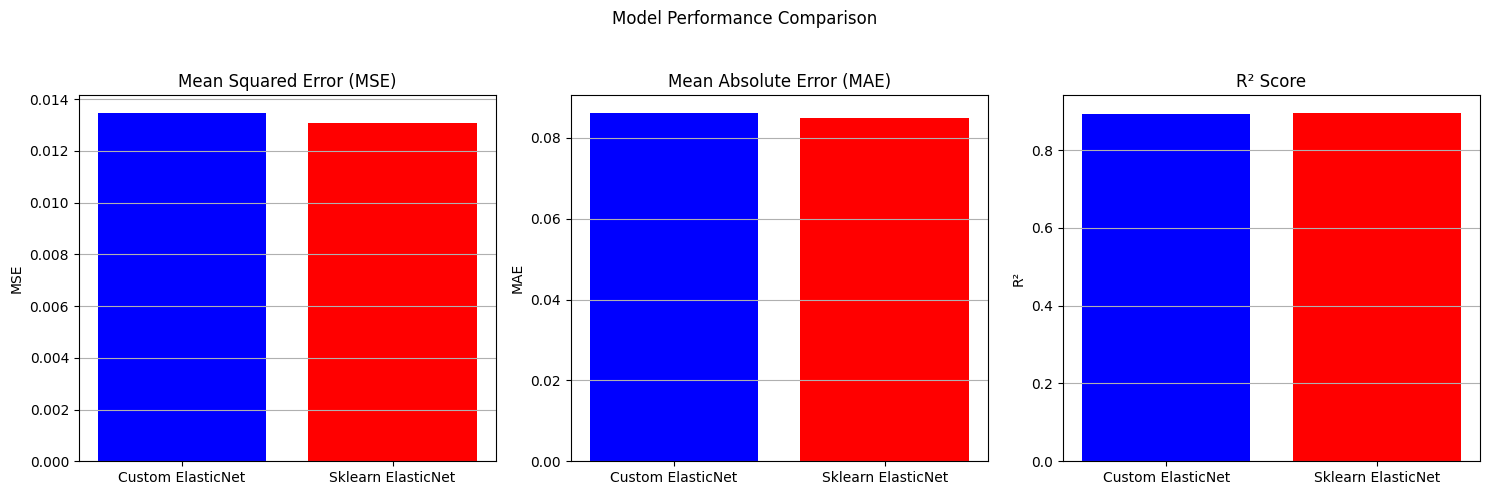 Model Performance Comparison
Mean Squared Error (MSE)
MSE
0.014
0.012
0.010
0.008
0.006
0.004
0.002
0.000
Custom ElasticNet
Sklearn ElasticNet
Mean Absolute Error (MAE)
MAE
0.08
0.06
0.04
0.02
0.00
Custom ElasticNet
Sklearn ElasticNet
R² Score
R²
0.8
0.6
0.4
0.2
0.0
Custom ElasticNet
Sklearn ElasticNet